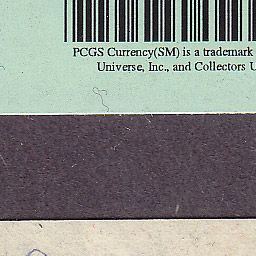 PCGS Currency(SM) is a trademark
Universe, Inc., and Collectors U